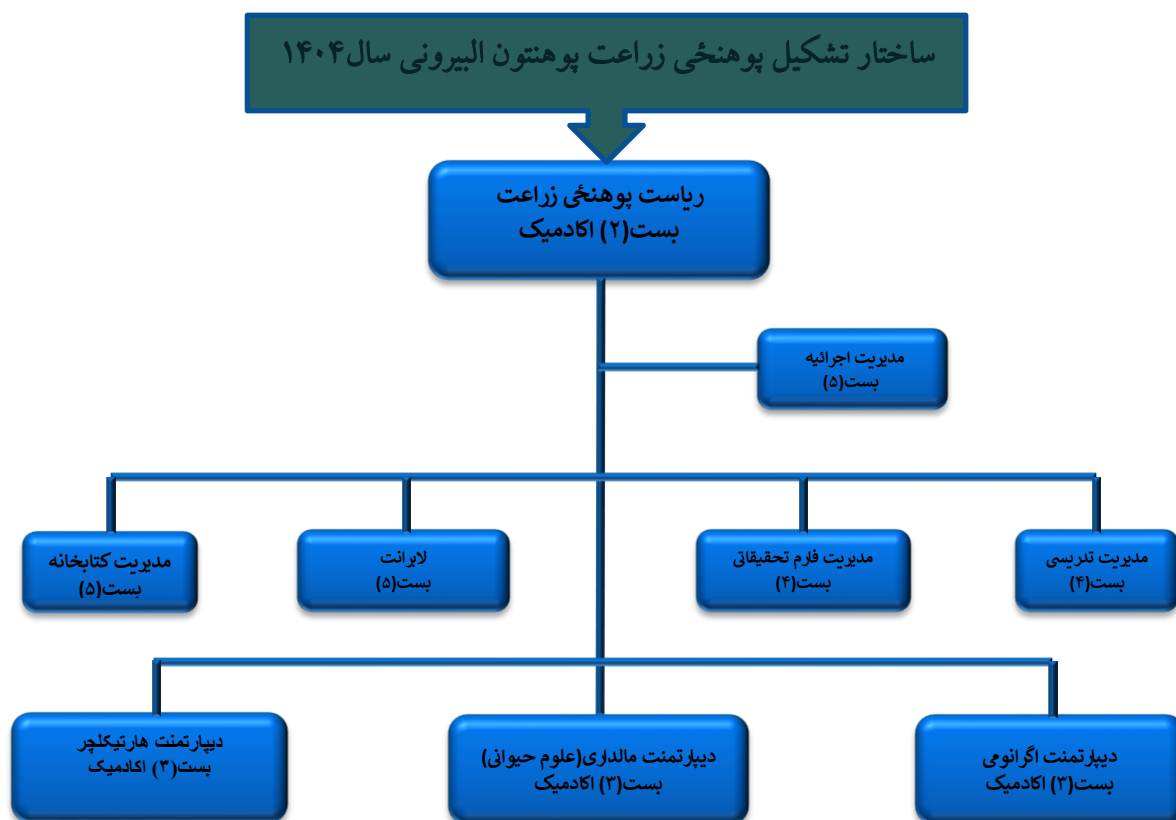 ساختار تشکیل پوهنځی زراعت پوهنتون البیرونی سال۱۴۰۴
ریاست پوهنځی زراعت
بست(۲) اکادمیک
مدیریت اجرائیه
بست(۵)
مدیریت تدریسی
بست(۴)
مدیریت فارم تحقیقاتی
بست(۴)
لابرانت
بست(۵)
مدیریت کتابخانه
بست(۵)
دیپارتمنت اگرانومی
بست(۳) اکادمیک
دیپارتمنت مالداری(علوم حیوانی)
بست(۳) اکادمیک
دیپارتمنت هارتیکلچر
بست(۳) اکادمیک